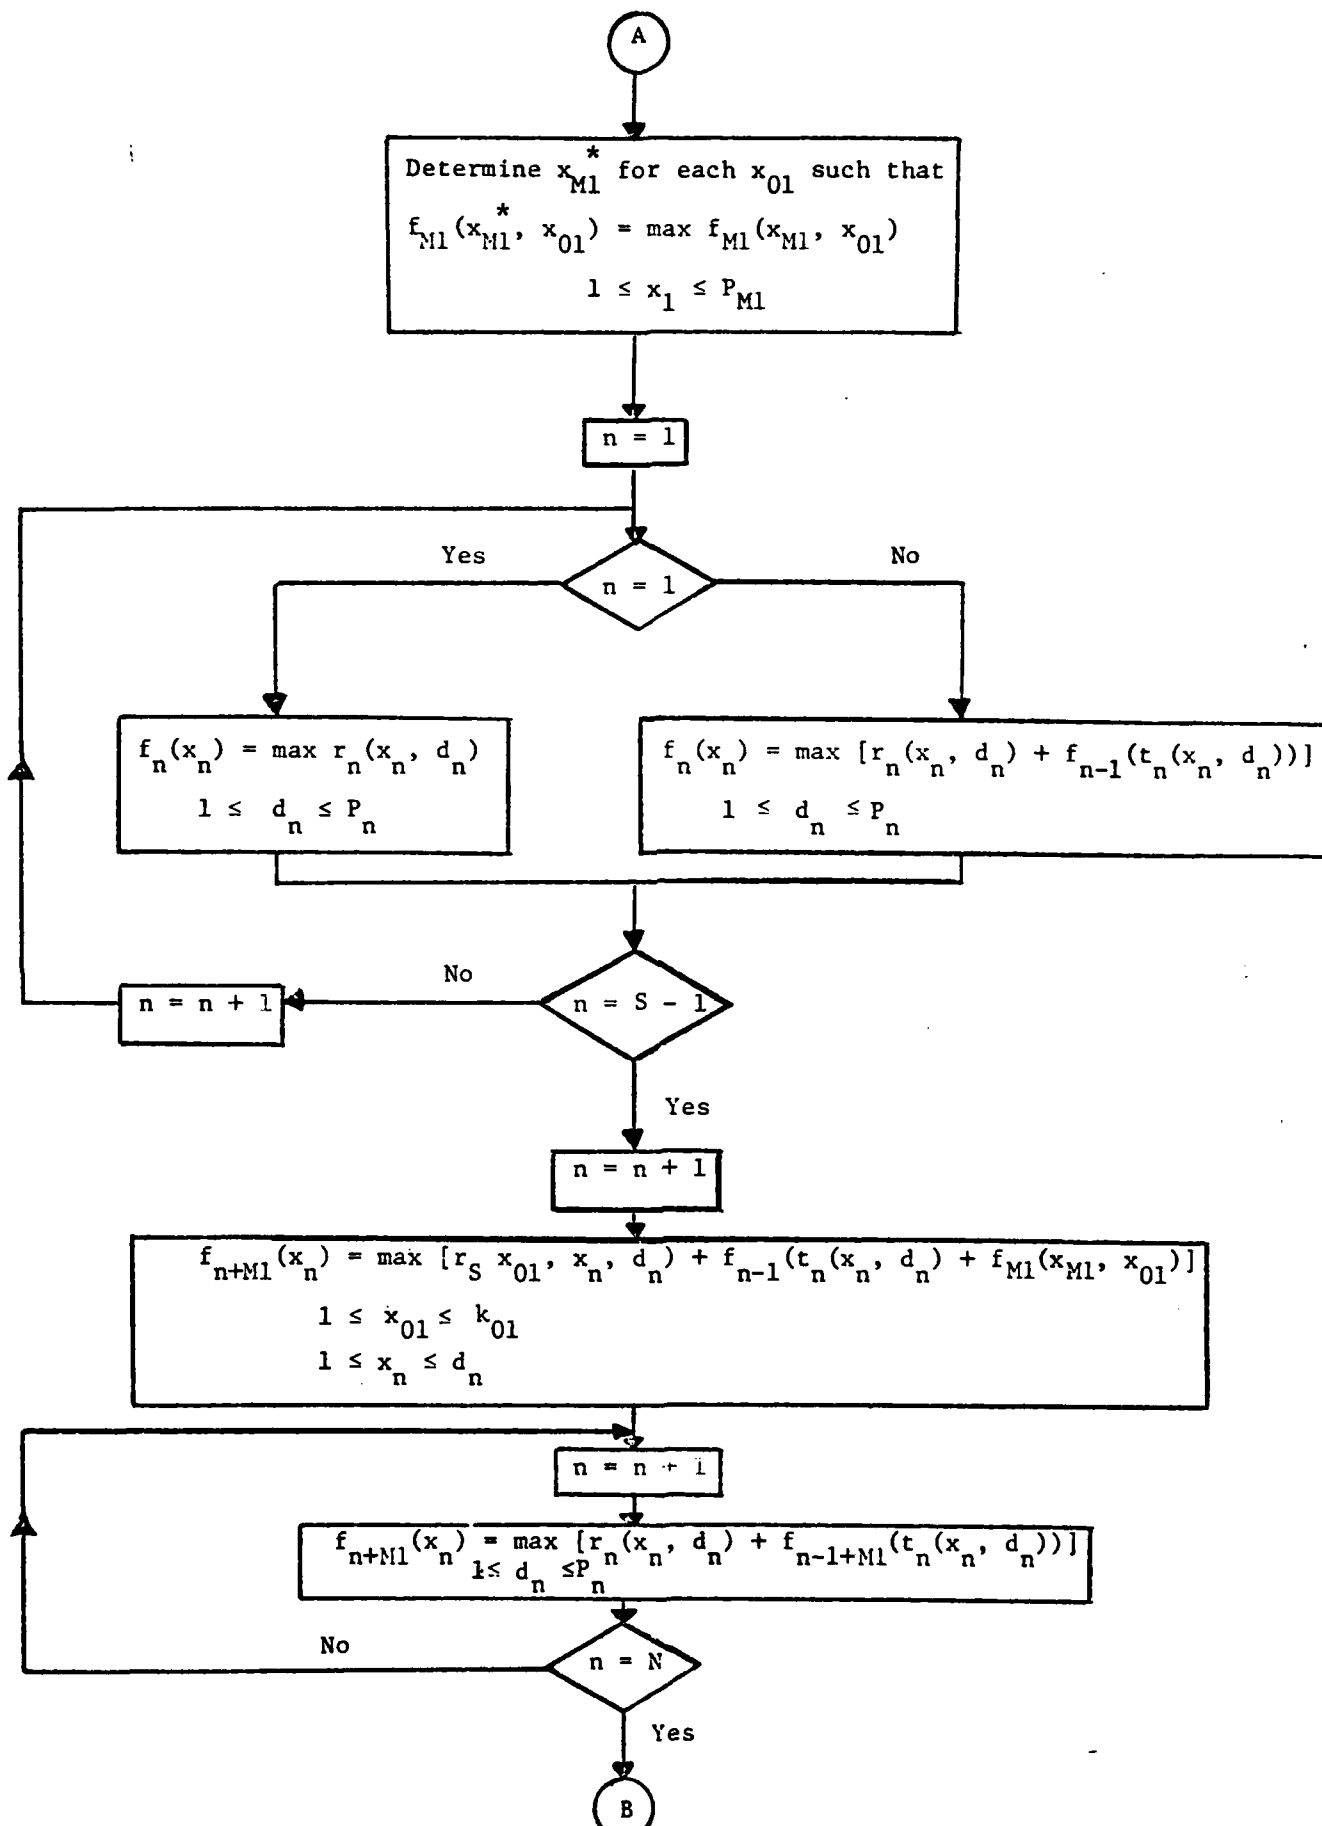 A
Determine x*M1 for each x01 such that
fM1(x*M1, x01) = max fM1(xM1, x01)
1 ≤ x1 ≤ PM1
n = 1
Yes
No
n = 1
fn(xn) = max rn(xn, dn)
1 ≤ dn ≤ Pn
fn(xn) = max [rn(xn, dn) + fn-1(tn(xn, dn))]
1 ≤ dn ≤ Pn
No
n = n + 1
n = S - 1
Yes
n = n + 1
fn+M1(xn) = max [rS x01, xn, dn) + fn-1(tn(xn, dn) + fM1(xM1, x01)]
1 ≤ x01 ≤ k01
1 ≤ xn ≤ dn
n = n + 1
fn+M1(xn) = max [rn(xn, dn) + fn-1+M1(tn(xn, dn))]
1≤ dn ≤Pn
No
n = N
Yes
B